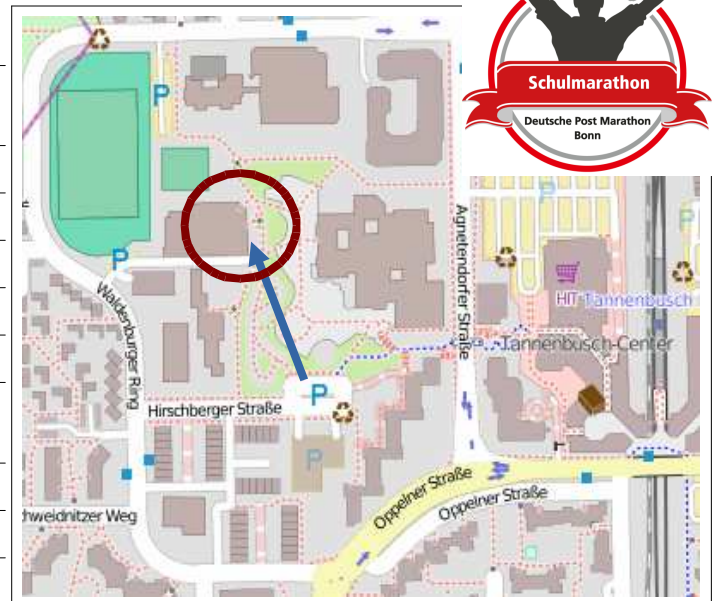 Schulmarathon
Deutsche Post Marathon
Bonn
P
P
P
P
P
Agnetendorfer Straße
HIT Tannenbusch
Tannenbusch-Center
Waldenburger Ring
P
Hirschberger Straße
P
Oppelner Straße
Oppelner Straße
hweidnitzer Weg